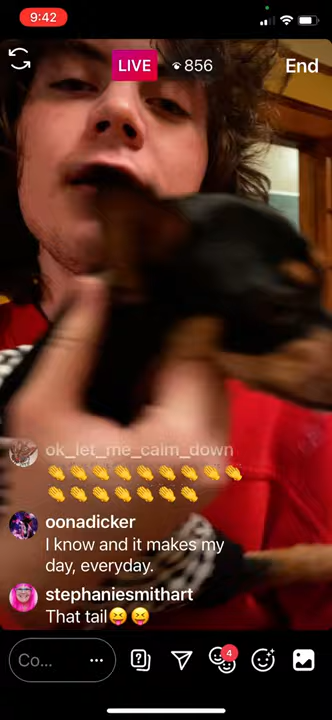 9:42
LIVE 856 End
ok_let_me_calm_down
👏👏👏👏👏👏👏👏👏
👏👏👏👏👏👏👏
oonadicker
I know and it makes my
day, everyday.
stephaniesmithart
That tail😝😝
Co... 4